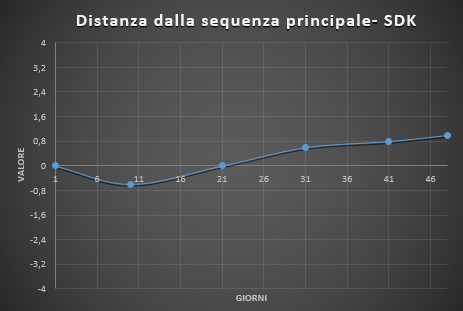 Distanza dalla sequenza principale- SDK
4
3,2
2,4
1,6
0,8
0
-0,8
-1,6
-2,4
-3,2
-4
VALORE
1 6 11 16 21 26 31 36 41 46
GIORNI